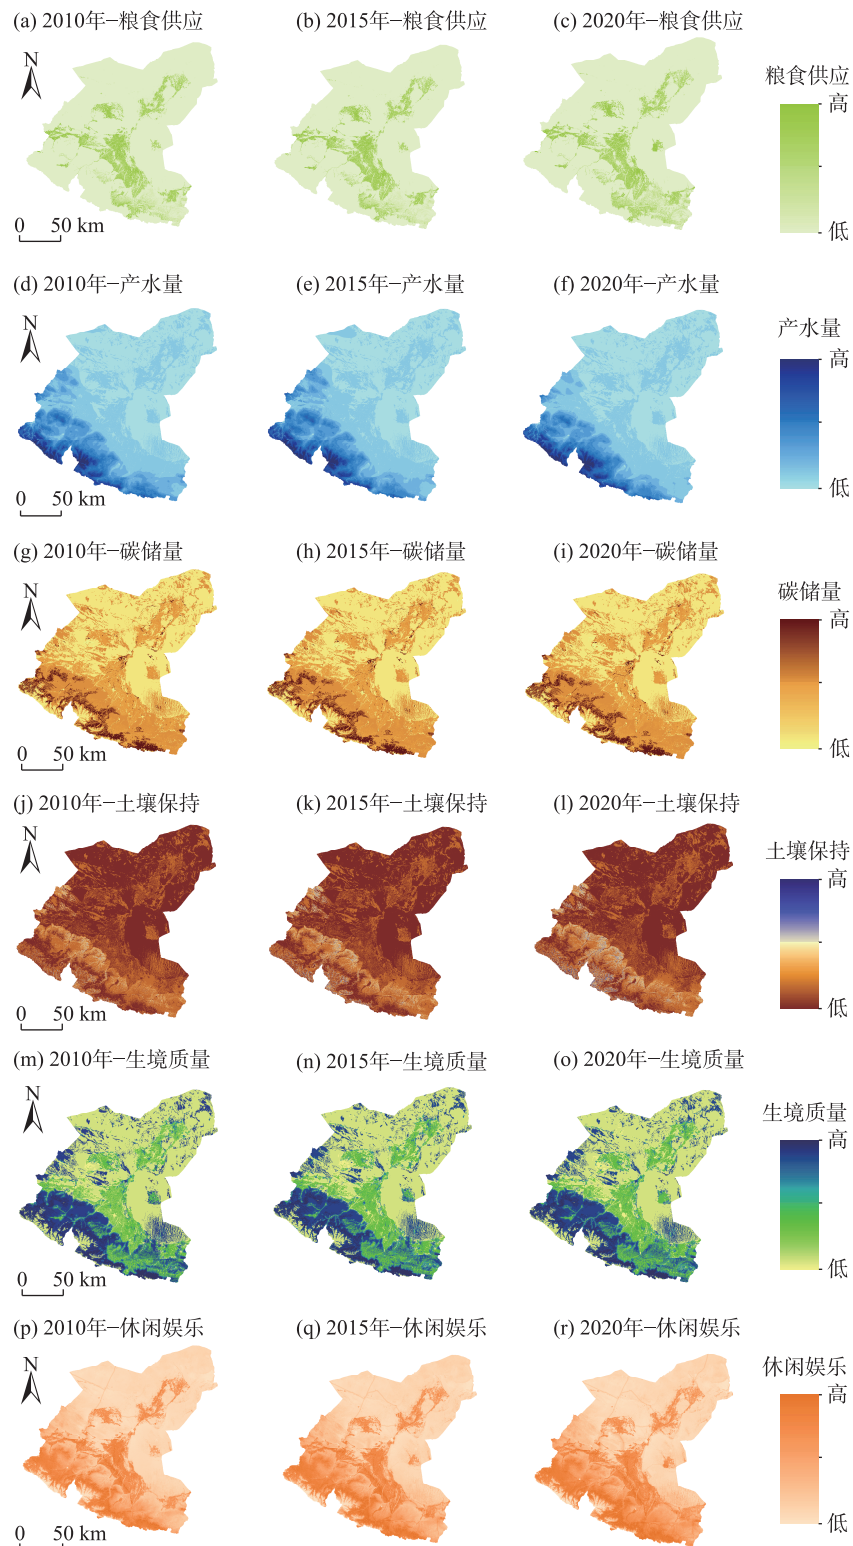 (a) 2010年–粮食供应
(b) 2015年–粮食供应
(c) 2020年–粮食供应
N
粮食供应
高
低
0 50 km
(d) 2010年–产水量
(e) 2015年–产水量
(f) 2020年–产水量
N
产水量
高
低
0 50 km
(g) 2010年–碳储量
(h) 2015年–碳储量
(i) 2020年–碳储量
N
碳储量
高
低
0 50 km
(j) 2010年–土壤保持
(k) 2015年–土壤保持
(l) 2020年–土壤保持
N
土壤保持
高
低
0 50 km
(m) 2010年–生境质量
(n) 2015年–生境质量
(o) 2020年–生境质量
N
生境质量
高
低
0 50 km
(p) 2010年–休闲娱乐
(q) 2015年–休闲娱乐
(r) 2020年–休闲娱乐
N
休闲娱乐
高
低
0 50 km